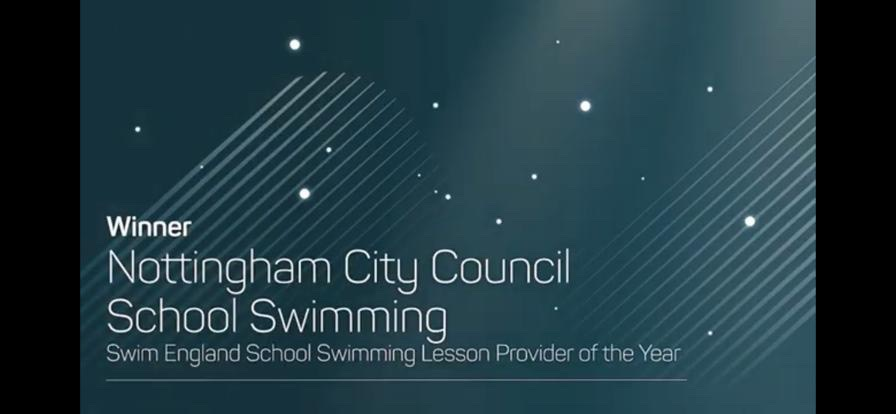 Winner
Nottingham City Council
School Swimming
Swim England School Swimming Lesson Provider of the Year